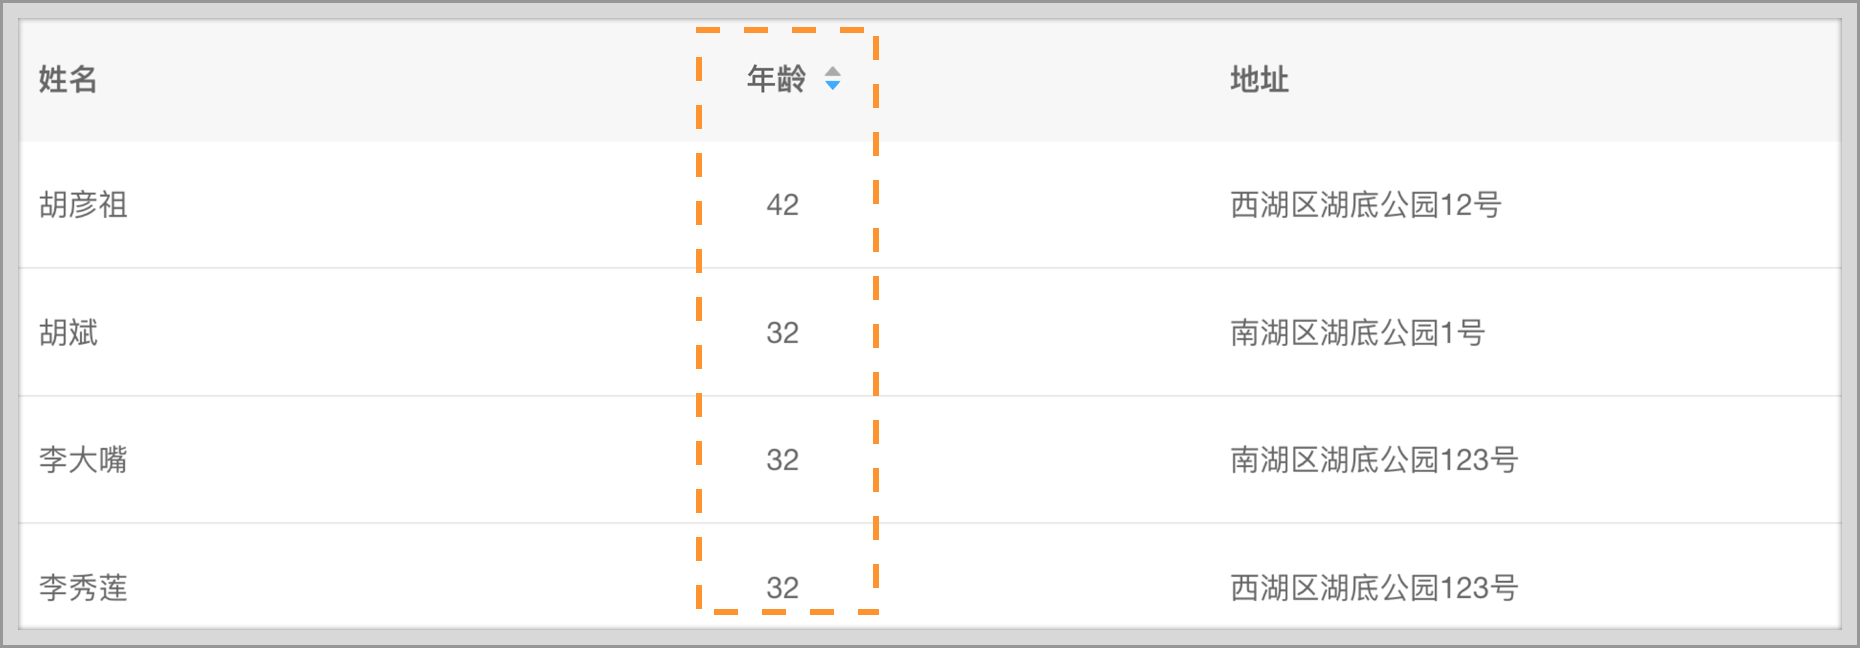 姓名 年龄 地址
胡彦祖 42 西湖区湖底公园12号
胡斌 32 南湖区湖底公园1号
李大嘴 32 南湖区湖底公园123号
李秀莲 32 西湖区湖底公园123号